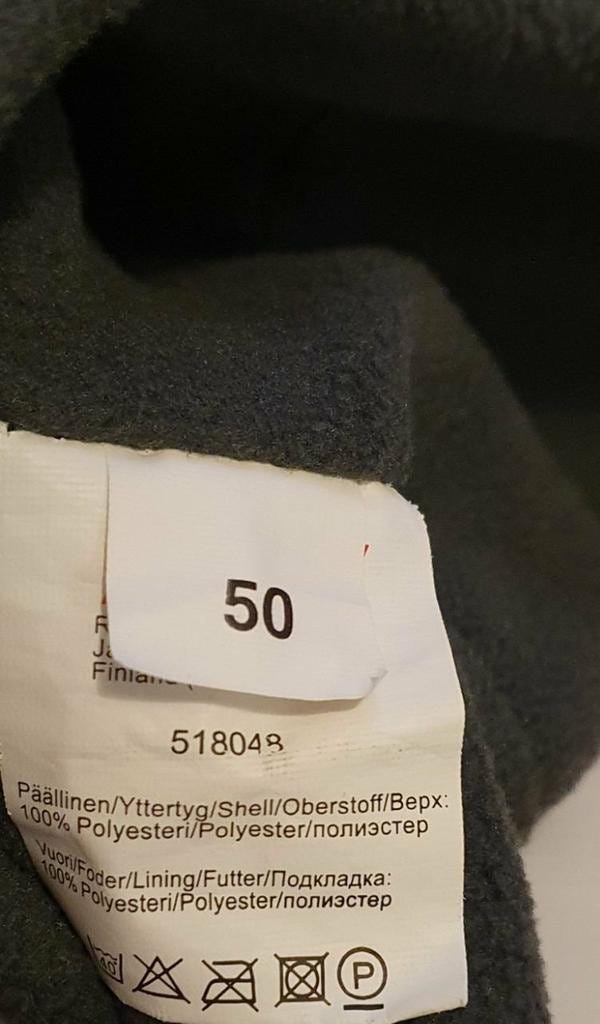 50
518048
Päällinen/Yttertyg/Shell/Oberstoff/Верх:
100% Polyesteri/Polyester/полиэстер
Vuori/Foder/Lining/Futter/Подкладка:
100% Polyesteri/Polyester/полиэстер
40 P